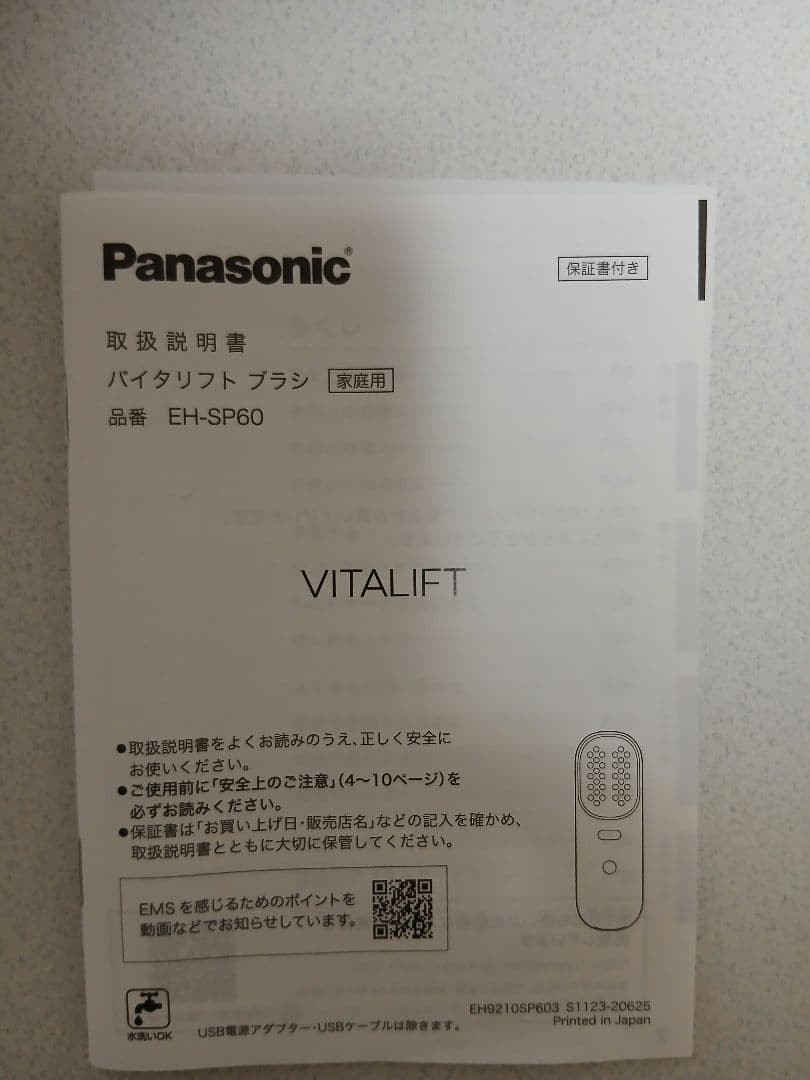 Panasonic®
保証書付き
取扱説明書
バイタリフト ブラシ 家庭用
品番 EH-SP60
VITALIFT
●取扱説明書をよくお読みのうえ、正しく安全に
お使いください。
●ご使用前に「安全上のご注意」(4〜10ページ)を
必ずお読みください。
●保証書は「お買い上げ日・販売店名」などの記入を確かめ、
取扱説明書とともに大切に保管してください。
EMSを感じるためのポイントを
動画などでお知らせしています。
水洗いOK
USB電源アダプター・USBケーブルは除きます。
EH9210SP603 S1123-20625
Printed in Japan